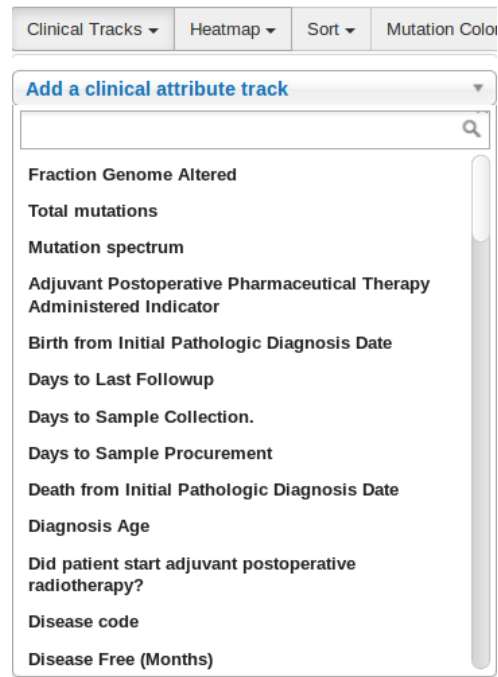 Clinical Tracks Heatmap Sort Mutation Color
Add a clinical attribute track
Fraction Genome Altered
Total mutations
Mutation spectrum
Adjuvant Postoperative Pharmaceutical Therapy
Administered Indicator
Birth from Initial Pathologic Diagnosis Date
Days to Last Followup
Days to Sample Collection.
Days to Sample Procurement
Death from Initial Pathologic Diagnosis Date
Diagnosis Age
Did patient start adjuvant postoperative
radiotherapy?
Disease code
Disease Free (Months)